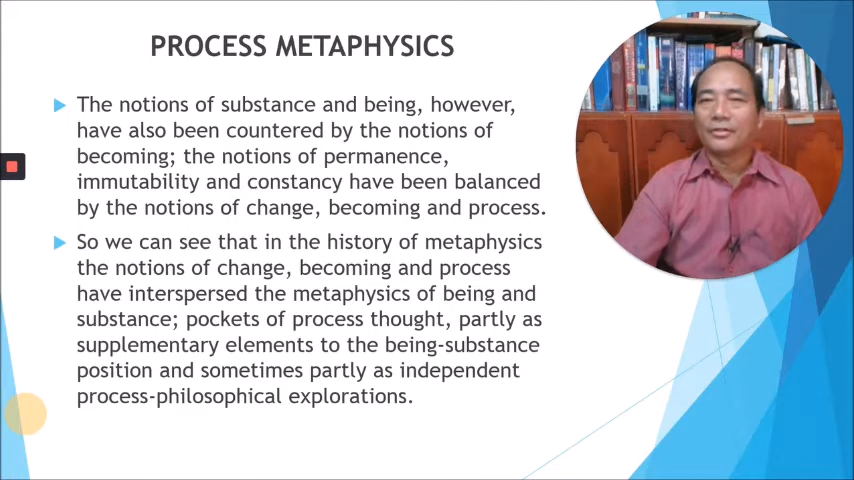 PROCESS METAPHYSICS
The notions of substance and being, however,
have also been countered by the notions of
becoming; the notions of permanence,
immutability and constancy have been balanced
by the notions of change, becoming and process.
So we can see that in the history of metaphysics
the notions of change, becoming and process
have interspersed the metaphysics of being and
substance; pockets of process thought, partly as
supplementary elements to the being-substance
position and sometimes partly as independent
process-philosophical explorations.